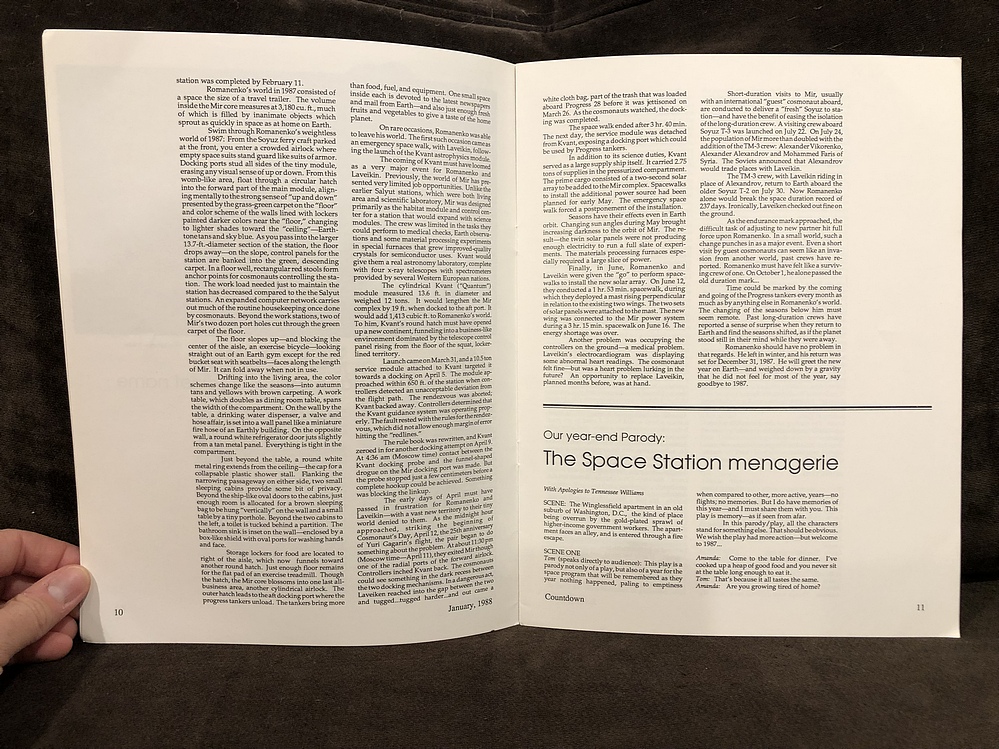 station was completed by February 11.
Romanenko's world in 1987 consisted of
a space the size of a travel trailer. The volume
inside the Mir core measures at 3,180 cu. ft., much
of which is filled by inanimate objects which
sprout as quickly in space as at home on Earth.
Swim through Romanenko's weightless
world of 1987: From the Soyuz ferry craft parked
at the front, you enter a crowded airlock where
empty space suits stand guard like suits of armor.
Docking ports stud all sides of the tiny module,
erasing any visual sense of up or down. From this
womb-like area, float through a circular hatch
into the forward part of the main module, align-
ing mentally to the strong sense of "up and down"
presented by the grass-green carpet on the "floor"
and color scheme of the walls lined with lockers
painted darker colors near the "floor," changing
to lighter shades toward the "ceiling"—Earth-
tone tans and sky blue. As you pass into the larger
13.7-ft.-diameter section of the station, the floor
drops away—on the slope, control panels for the
station are banked into the green, descending
carpet. In a floor well, rectangular red stools form
anchor points for cosmonauts controlling the sta-
tion. The work load needed just to maintain the
station has decreased compared to the Salyut
stations. An expanded computer network carries
out much of the routine housekeeping once done
by cosmonauts. Beyond the work stations, two of
Mir's two dozen port holes cut through the green
carpet of the floor.
The floor slopes up—and blocking the
center of the aisle, an exercise bicycle—looking
straight out of an Earth gym except for the red
bucket seat with seatbelts—faces along the length
of Mir. It can fold away when not in use.
Drifting into the living area, the color
schemes change like the seasons—into autumn
tans and yellows with brown carpeting. A work
table, which doubles as dining room table, spans
the width of the compartment. On the wall by the
table, a drinking water dispenser, a valve and
hose affair, is set into a wall panel like a miniature
fire hose of an Earthly building. On the opposite
wall, a round white refrigerator door juts slightly
from a tan metal panel. Everything is tight in the
compartment.
Just beyond the table, a round white
metal ring extends from the ceiling—the cap for a
collapsable plastic shower stall. Flanking the
narrowing passageway on either side, two small
sleeping cabins provide some bit of privacy.
Beyond the ship-like oval doors to the cabins, just
enough room is allocated for a brown sleeping
bag to be hung "vertically" on the wall and a small
table by a tiny porthole. Beyond the two cabins to
the left, a toilet is tucked behind a partition. The
bathroom sink is inset on the wall—enclosed by a
box-like shield with oval ports for washing hands
and face.
Storage lockers for food are located to
right of the aisle, which now funnels toward
another round hatch. Just enough floor remains
for the flat pad of an exercise treadmill. Though
the hatch, the Mir core blossoms into one last all-
business area, another cylindrical airlock. The
outer hatch leads to the aft docking port where the
progress tankers unload. The tankers bring more
10
than food, fuel, and equipment. One small space
inside each is devoted to the latest newspapers
and mail from Earth—and also just enough fresh
fruits and vegetables to give a taste of the home
planet.
On rare occasions, Romanenko was able
to leave his world. The first such occasion came as
an emergency space walk, with Laveikin, follow-
ing the launch of the Kvant astrophysics module.
The coming of Kvant must have loomed
as a very major event for Romanenko and
Laveikin. Previously, the world of Mir has pre-
sented very limited job opportunities. Unlike the
earlier Salyut stations, which were both living
area and scientific laboratory, Mir was designed
primarily as the habitat module and control cen-
ter for a station that would expand with science
modules. The crew was limited in the tasks they
could perform to medical checks, Earth observa-
tions and some material processing experiments
in special furnaces that grew improved-quality
crystals for semiconductor uses. Kvant would
give them a real astronomy laboratory, complete
with four x-ray telescopes with spectrometers
provided by several Western European nations.
The cylindrical Kvant ("Quantum")
module measured 13.6 ft. in diameter and
weighed 12 tons. It would lengthen the Mir
complex by 19 ft. when docked to the aft port. It
would add 1,413 cubic ft. to Romanenko's world.
To him, Kvant's round hatch must have opened
up a new continent, funneling into a business-like
environment dominated by the telescope control
panel rising from the floor of the squat, locker-
lined territory.
Launch came on March 31, and a 10.5 ton
service module attached to Kvant targeted it
towards a docking on April 5. The module ap-
proached within 650 ft. of the station when con-
trollers detected an unacceptable deviation from
the flight path. The rendezvous was aborted;
Kvant backed away. Controllers determined that
the Kvant guidance system was operating prop-
erly. The fault rested with the rules for the rendez-
vous, which did not allow enough margin of error
hitting the "redlines."
The rule book was rewritten, and Kvant
zeroed in for another docking attempt on April 9.
At 4:36 am (Moscow time) contact between the
Kvant docking probe and the funnel-shaped
drogue on the Mir docking port was made. But
the probe stopped just a few centimeters before a
complete hookup could be achieved. Something
was blocking the linkup.
The early days of April must have
passed in frustration for Romanenko and
Laveikin—with a vast new territory to their tiny
world denied to them. As the midnight hour
approached, striking the beginning of
Cosmonaut's Day, April 12, the 25th anniversary
of Yuri Gagarin's flight, the pair began to do
something about the problem. At about 11:30 pm
(Moscow time—April 11), they exited Mir though
one of the radial ports of the forward airlock.
Controllers inched Kvant back. The cosmonauts
could see something in the dark recess between
the two docking mechanisms. In a dangerous act,
Laveiken reached into the gap between the two
and tugged...tugged harder...and out came a
January, 1988
white cloth bag, part of the trash that was loaded
aboard Progress 28 before it was jetisoned on
March 26. As the cosmonauts watched, the dock-
ing was completed.
The space walk ended after 3 hr. 40 min.
The next day, the service module was detached
from Kvant, exposing a docking port which could
be used by Progress tankers.
In addition to its science duties, Kvant
served as a large supply ship itself. It carried 2.75
tons of supplies in the pressurized compartment.
The prime cargo consisted of a two-second solar
array to be added to the Mir complex. Spacewalks
to install the additional power source had been
planned for early May. The emergency space
walk forced a postponement of the installation.
Seasons have their effects even in Earth
orbit. Changing sun angles during May brought
increasing darkness to the orbit of Mir. The re-
sult—the twin solar panels were not producing
enough electricity to run a full slate of experi-
ments. The materials processing furnaces espe-
cially required a large slice of power.
Finally, in June, Romanenko and
Laveikin were given the "go" to perform space-
walks to install the new solar array. On June 12,
they conducted a 1 hr. 53 min. spacewalk, during
which they deployed a mast rising perpendicular
in relation to the existing two wings. The two sets
of solar panels were attached to the mast. The new
wing was connected to the Mir power system
during a 3 hr. 15 min. spacewalk on June 16. The
energy shortage was over.
Another problem was occupying the
controllers on the ground—a medical problem.
Laveikin's electrocardiogram was displaying
some abnormal heart readings. The cosmonaut
felt fine—but was a heart problem lurking in the
future? An opportunity to replace Laveikin,
planned months before, was at hand.
Short-duration visits to Mir, usually
with an international "guest" cosmonaut aboard,
are conducted to deliver a "fresh" Soyuz to sta-
tion—and have the benefit of easing the isolation
of the long-duration crew. A visiting crew aboard
Soyuz T-3 was launched on July 22. On July 24,
the population of Mir more than doubled with the
addition of the TM-3 crew: Alexander Vikorenko,
Alexander Alexandrov and Mohammed Faris of
Syria. The Soviets announced that Alexandrov
would trade places with Laveikin.
The TM-3 crew, with Laveikin riding in
place of Alexandrov, return to Earth aboard the
older Soyuz T-2 on July 30. Now Romanenko
alone would break the space duration record of
237 days. Ironically, Laveikin checked out fine on
the ground.
As the endurance mark approached, the
difficult task of adjusting to new partner hit full
force upon Romanenko. In a small world, such a
change punches in as a major event. Even a short
visit by guest cosmonauts can seem like an inva-
sion from another world, past crews have re-
ported. Romanenko must have felt like a surviv-
ing crew of one. On October 1, he alone passed the
old duration mark...
Time could be marked by the coming
and going of the Progress tankers every month as
much as by anything else in Romanenko's world.
The changing of the seasons below him must
seem remote. Past long-duration crews have
reported a sense of surprise when they return to
Earth and find the seasons shifted, as if the planet
stood still in their mind while they were away.
Romanenko should have no problem in
that regards. He left in winter, and his return was
set for December 31, 1987. He will greet the new
year on Earth—and weighed down by a gravity
that he did not feel for most of the year, say
goodbye to 1987.
Our year-end Parody:
The Space Station menagerie
With Apologies to Tennessee Williams
SCENE: The Winglessfield apartment in an old
suburb of Washington, D.C., the kind of place
being overrun by the gold-plated sprawl of
higher-income government workers. The apart-
ment faces an alley, and is entered through a fire
escape.
SCENE ONE
Tom (speaks directly to audience): This play is a
parody not only of a play, but also of a year for the
space program that will be remembered as they
year nothing happened, paling to emptiness
when compared to other, more active, years—no
flights; no memories. But I do have memories of
this year—and I must share them with you. This
play is memory—as if seen from afar.
In this parody/play, all the characters
stand for something else. That should be obvious.
We wish the play had more action—but welcome
to 1987...
Amanda: Come to the table for dinner. I've
cooked up a heap of good food and you never sit
at the table long enough to eat it.
Tom: That's because it all tastes the same.
Amanda: Are you growing tired of home?
Countdown
11